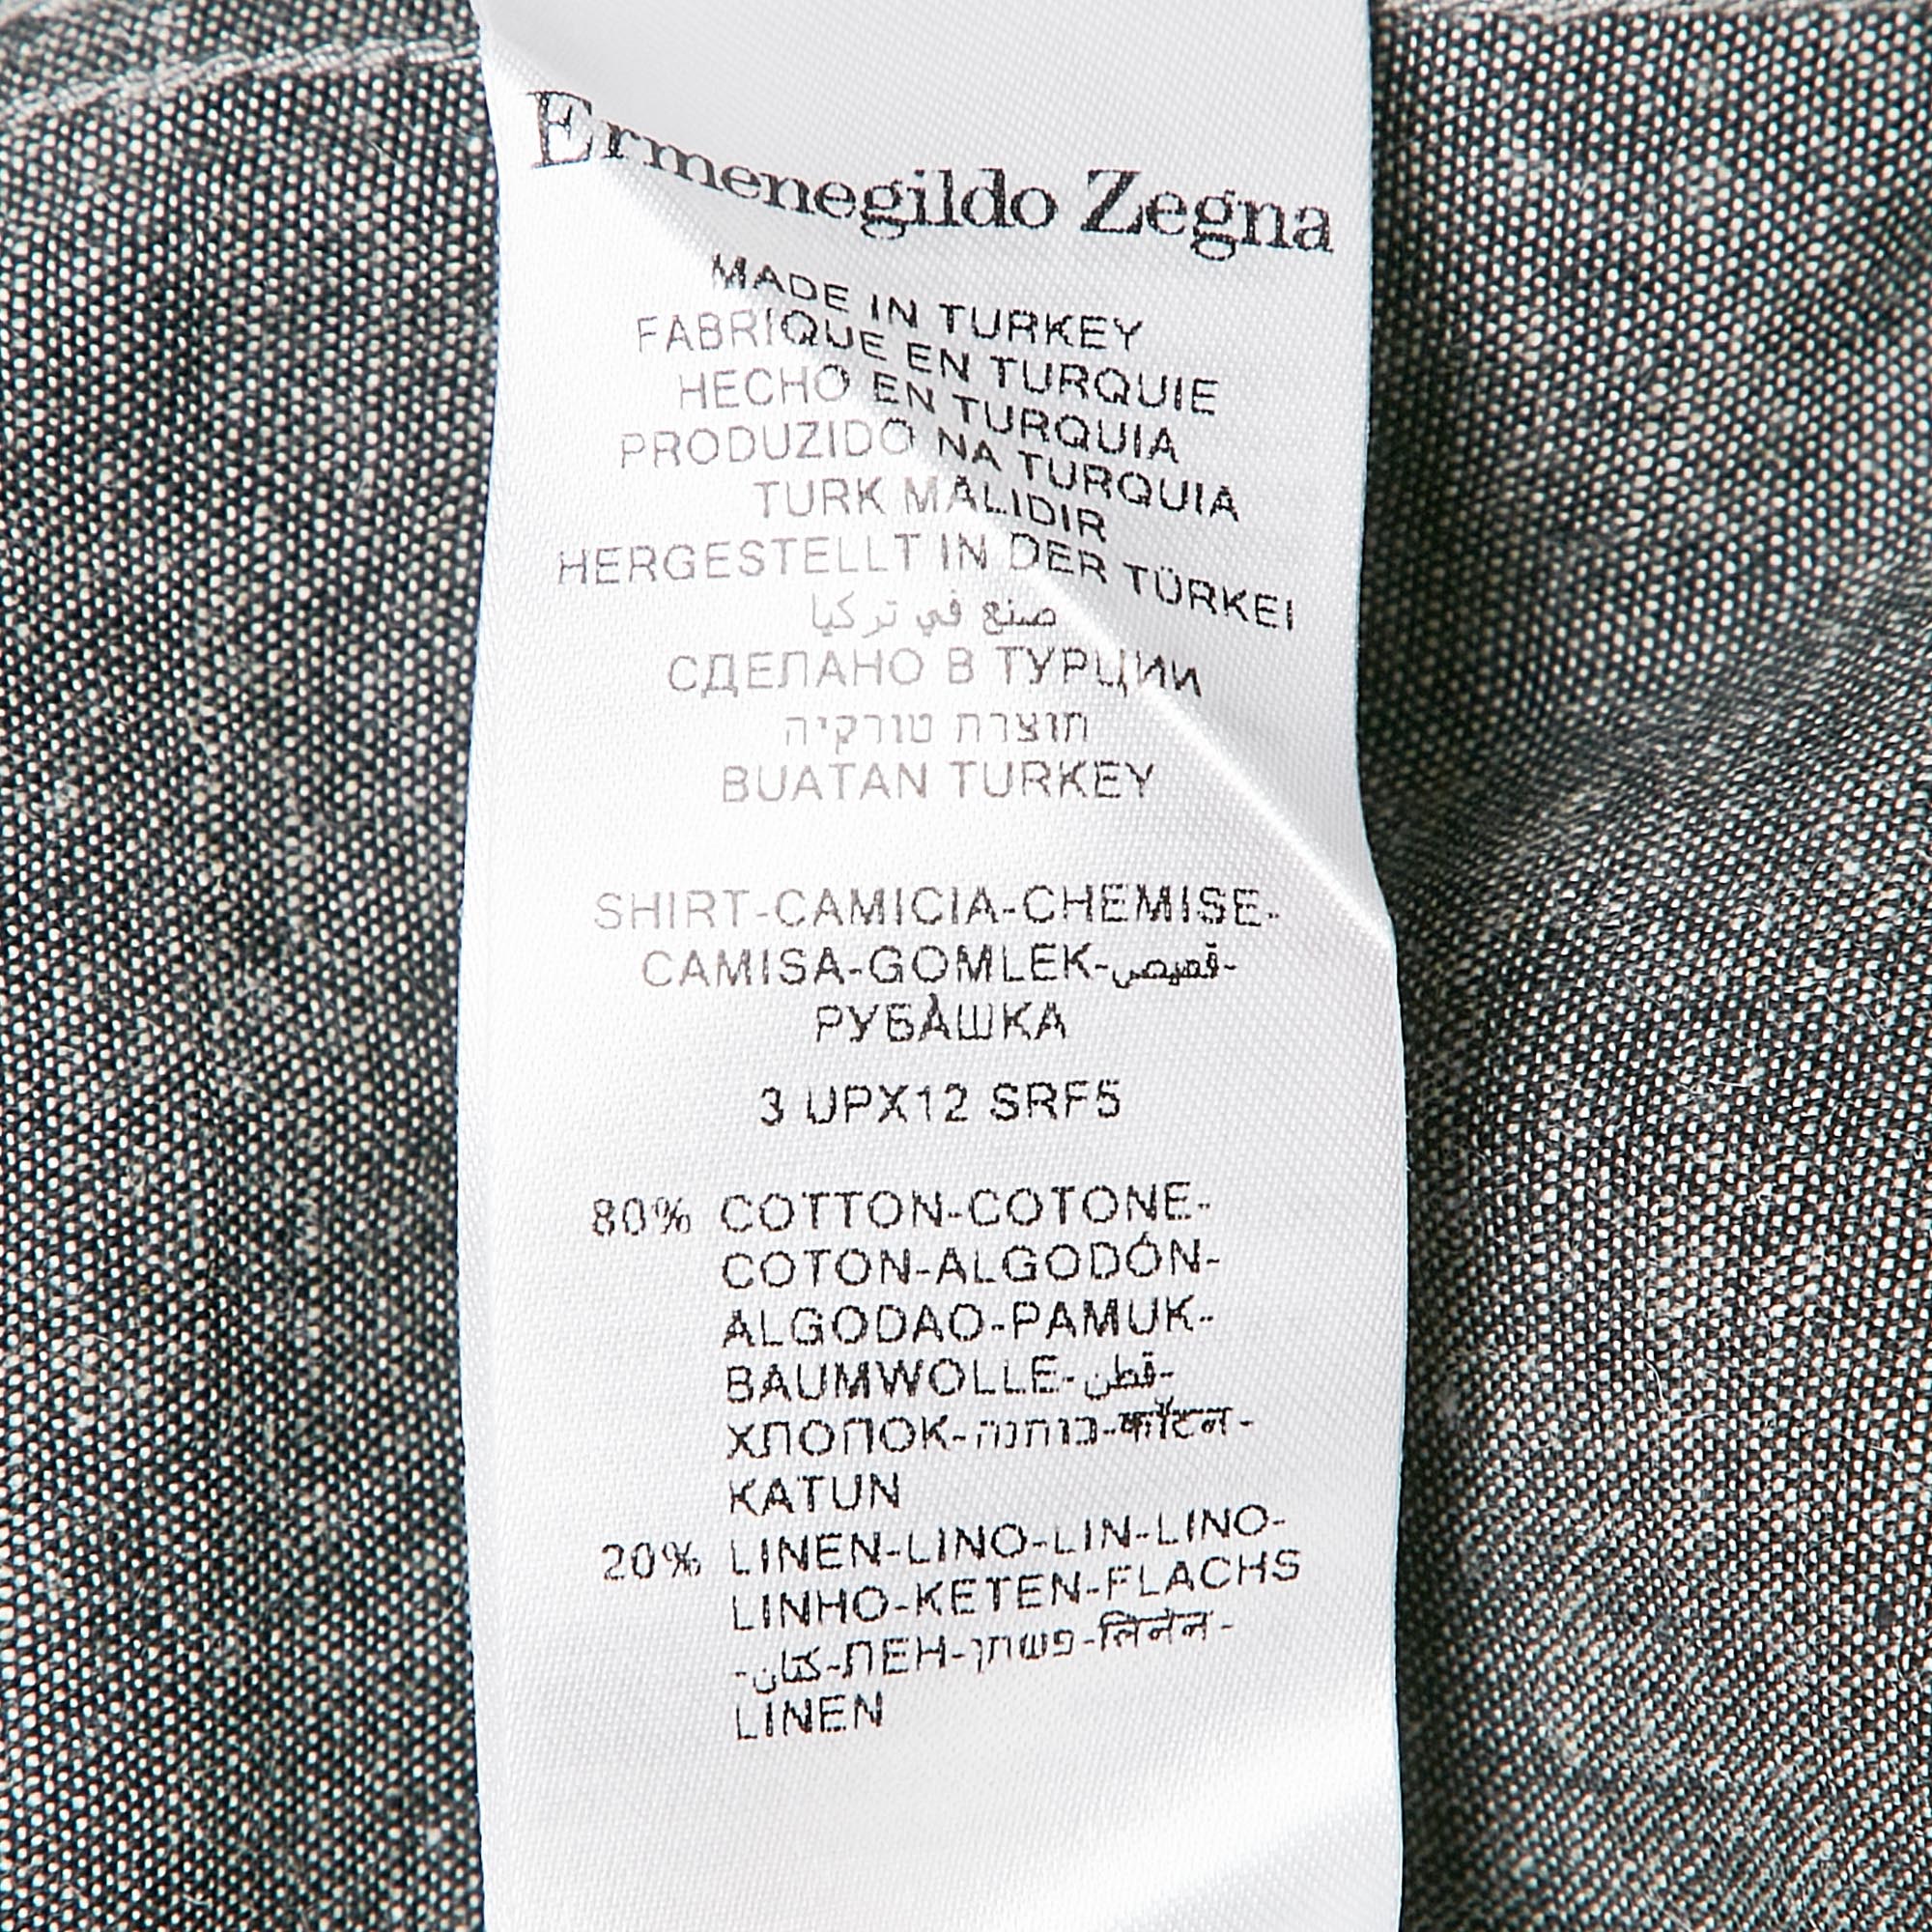 Ermenegildo Zegna
MADE IN TURKEY
FABRIQUE EN TURQUIE
HECHO EN TURQUIA
PRODUZIDO NA TURQUIA
TURK MALIDIR
HERGESTELLT IN DER TÜRKEI
صنع في تركيا
СДЕЛАНО В ТУРЦИИ
תוצרת טורקיה
BUATAN TURKEY
SHIRT-CAMICIA-CHEMISE-
CAMISA-GOMLEK-قميص-
РУБАШКА
3 UPX12 SRF5
80% COTTON-COTONE-
COTON-ALGODÓN-
ALGODAO-PAMUK-
BAUMWOLLE-قطن-
ХЛОПОК-כותנה-कॉटन-
KATUN
20% LINEN-LINO-LIN-LINO-
LINHO-KETEN-FLACHS
-كتان-ЛЕН-פשתן-लिनेन-
LINEN